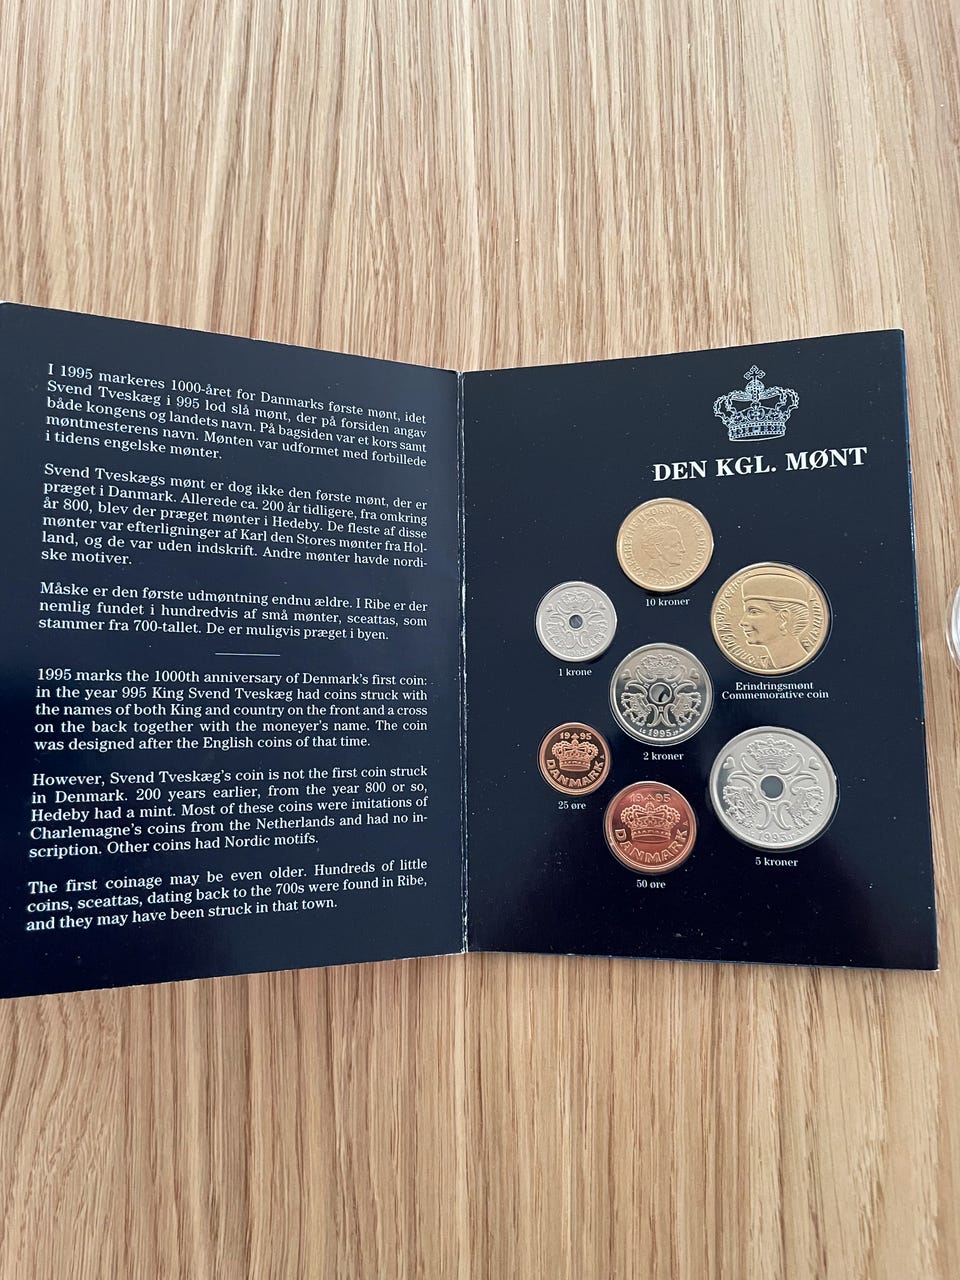 I 1995 markeres 1000-året for Danmarks første mønt, idet
Svend Tveskæg i 995 lod slå mønt, der på forsiden angav
både kongens og landets navn. På bagsiden var et kors samt
møntmesterens navn. Mønten var udformet med forbillede
i tidens engelske mønter.
Svend Tveskægs mønt er dog ikke den første mønt, der er
præget i Danmark. Allerede ca. 200 år tidligere, fra omkring
år 800, blev der præget mønter i Hedeby. De fleste af disse
mønter var efterligninger af Karl den Stores mønter fra Hol-
land, og de var uden indskrift. Andre mønter havde nordi-
ske motiver.
Måske er den første udmøntning endnu ældre. I Ribe er der
nemlig fundet i hundredvis af små mønter, sceattas, som
stammer fra 700-tallet. De er muligvis præget i byen.
1995 marks the 1000th anniversary of Denmark's first coin:
in the year 995 King Svend Tveskæg had coins struck with
the names of both King and country on the front and a cross
on the back together with the moneyer's name. The coin
was designed after the English coins of that time.
However, Svend Tveskæg's coin is not the first coin struck
in Denmark. 200 years earlier, from the year 800 or so,
Hedeby had a mint. Most of these coins were imitations of
Charlemagne's coins from the Netherlands and had no in-
scription. Other coins had Nordic motifs.
The first coinage may be even older. Hundreds of little
coins, sceattas, dating back to the 700s were found in Ribe,
and they may have been struck in that town.
DEN KGL. MØNT
10 kroner
1 krone
Erindringsmønt
Commemorative coin
1995
2 kroner
1995
DANMARK
25 øre
1995
DANMARK
50 øre
1995
5 kroner